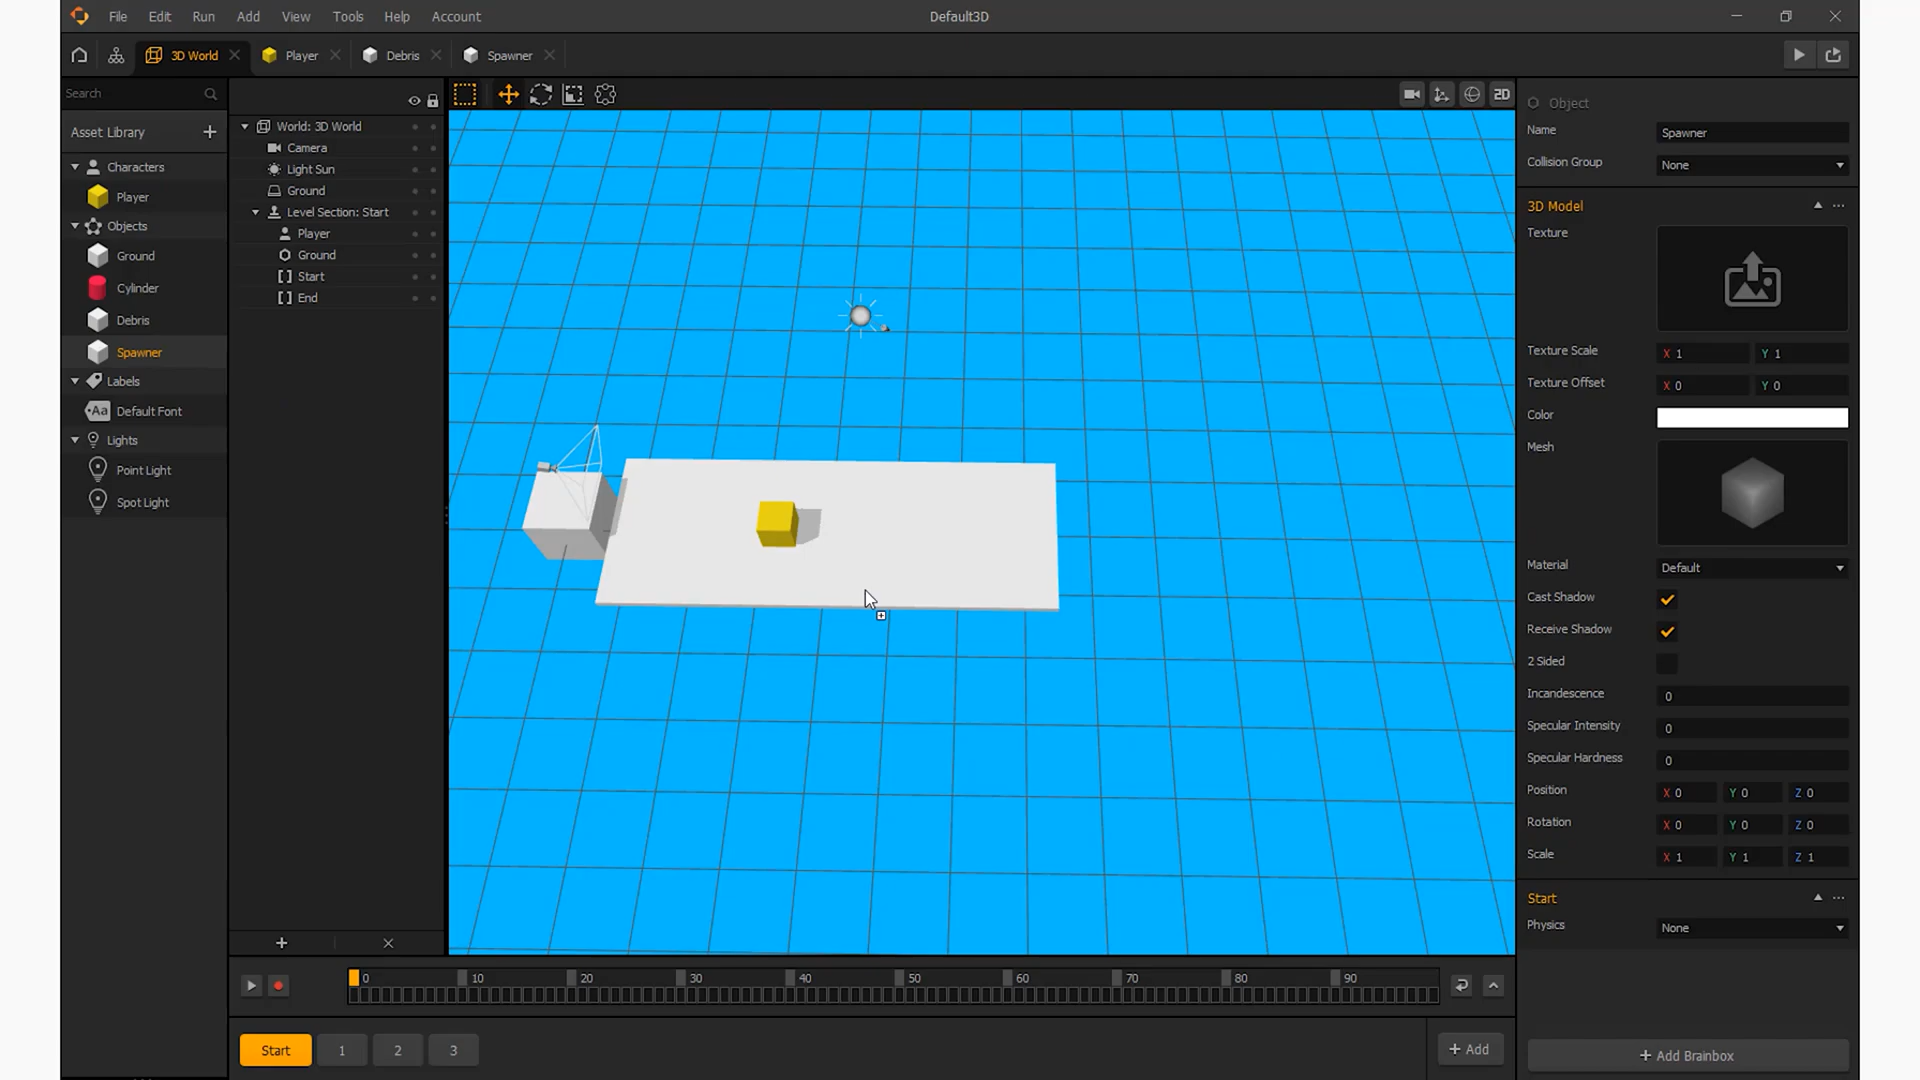 File Edit Run Add View Tools Help Account
Default3D
3D World
Player
Debris
Spawner
Search
Asset Library
Characters
Player
Objects
Ground
Cylinder
Debris
Spawner
Labels
Aa Default Font
Lights
Point Light
Spot Light
World: 3D World
Camera
Light Sun
Ground
Level Section: Start
Player
Ground
Start
End
2D
Object
Name Spawner
Collision Group None
3D Model
Texture
Texture Scale X 1 Y 1
Texture Offset X 0 Y 0
Color
Mesh
Material Default
Cast Shadow
Receive Shadow
2 Sided
Incandescence 0
Specular Intensity 0
Specular Hardness 0
Position X 0 Y 0 Z 0
Rotation X 0 Y 0 Z 0
Scale X 1 Y 1 Z 1
Start
Physics None
0 10 20 30 40 50 60 70 80 90
Start 1 2 3
+ Add
+ Add Brainbox